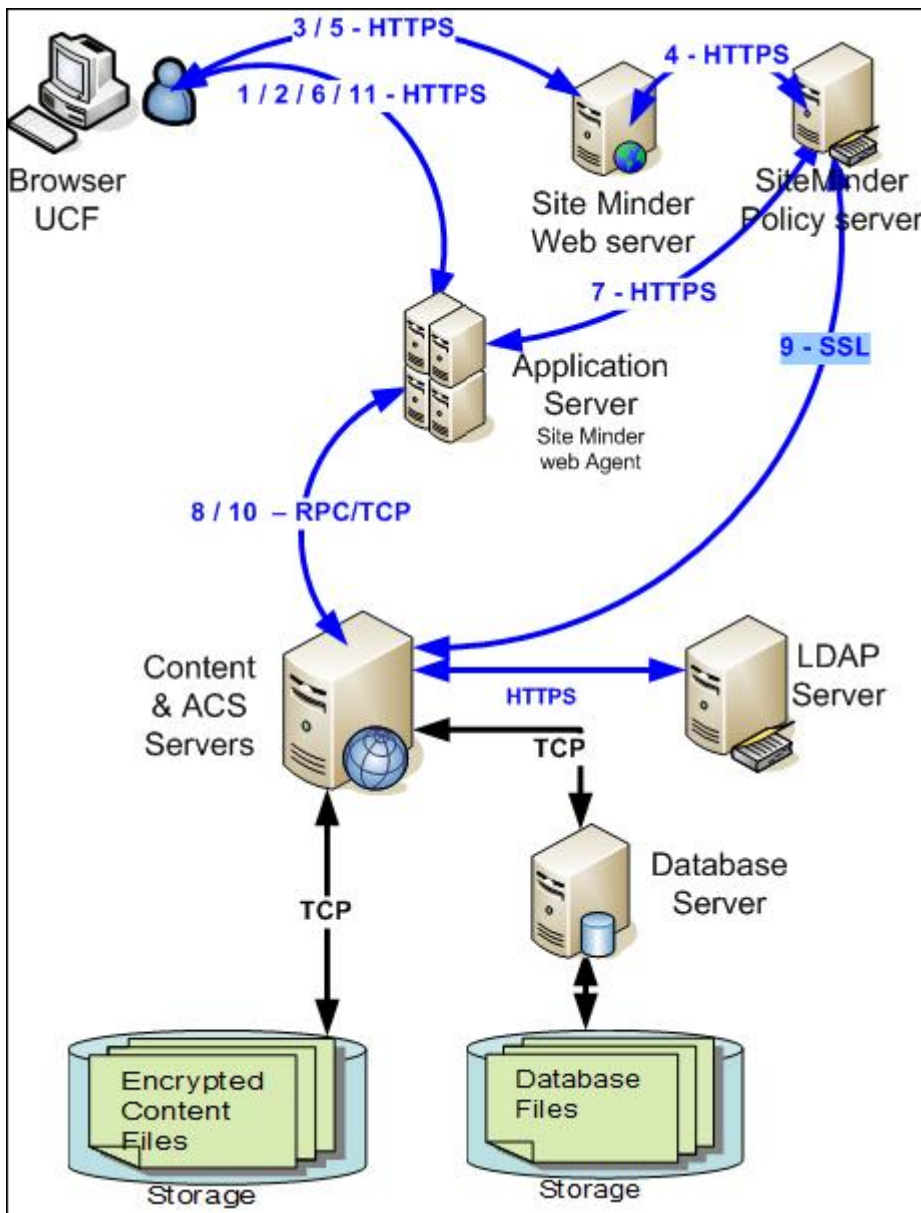 3 / 5 - HTTPS
4 - HTTPS
1 / 2 / 6 / 11 - HTTPS
Browser
UCF
Site Minder
Web server
SiteMinder
Policy server
7 - HTTPS
9 - SSL
Application
Server
Site Minder
web Agent
8 / 10 – RPC/TCP
Content
& ACS
Servers
LDAP
Server
HTTPS
TCP
Database
Server
TCP
Encrypted
Content
Files
Storage
Database
Files
Storage